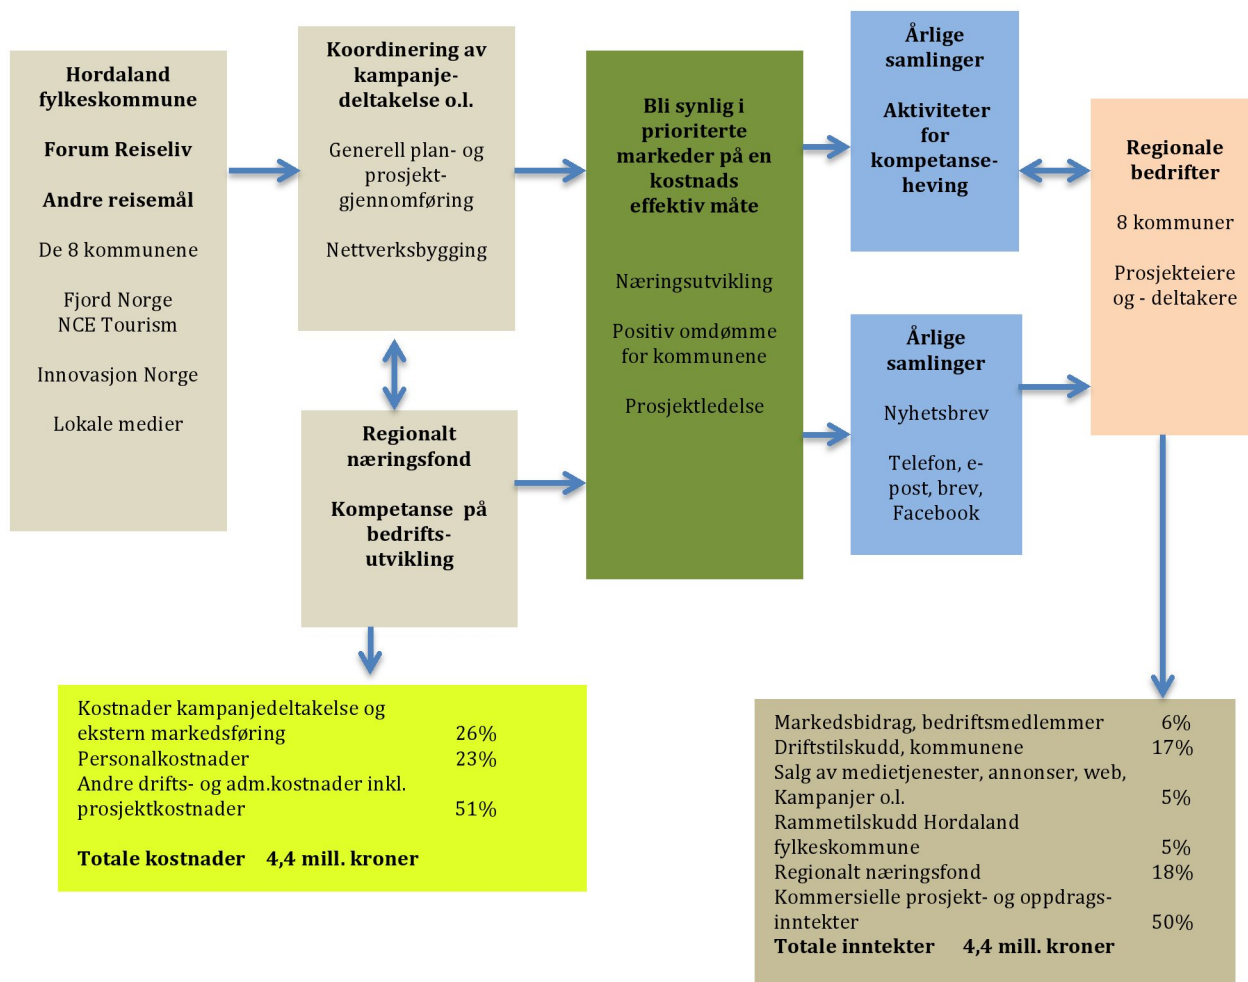 Hordaland
fylkeskommune
Forum Reiseliv
Andre reisemål
De 8 kommunene
Fjord Norge
NCE Tourism
Innovasjon Norge
Lokale medier
Koordinering av
kampanje-
deltakelse o.l.
Generell plan- og
prosjekt-
gjennomføring
Nettverksbygging
Regionalt
næringsfond
Kompetanse på
bedrifts-
utvikling
Bli synlig i
prioriterte
markeder på en
kostnads
effektiv måte
Næringsutvikling
Positiv omdømme
for kommunene
Prosjektledelse
Årlige
samlinger
Aktiviteter
for
kompetanse-
heving
Årlige
samlinger
Nyhetsbrev
Telefon, e-
post, brev,
Facebook
Regionale
bedrifter
8 kommuner
Prosjekteiere
og - deltakere
Kostnader kampanjedeltakelse og
ekstern markedsføring 26%
Personalkostnader 23%
Andre drifts- og adm.kostnader inkl.
prosjektkostnader 51%
Totale kostnader 4,4 mill. kroner
Markedsbidrag, bedriftsmedlemmer 6%
Driftstilskudd, kommunene 17%
Salg av medietjenester, annonser, web,
Kampanjer o.l. 5%
Rammetilskudd Hordaland
fylkeskommune 5%
Regionalt næringsfond 18%
Kommersielle prosjekt- og oppdrags-
inntekter 50%
Totale inntekter 4,4 mill. kroner